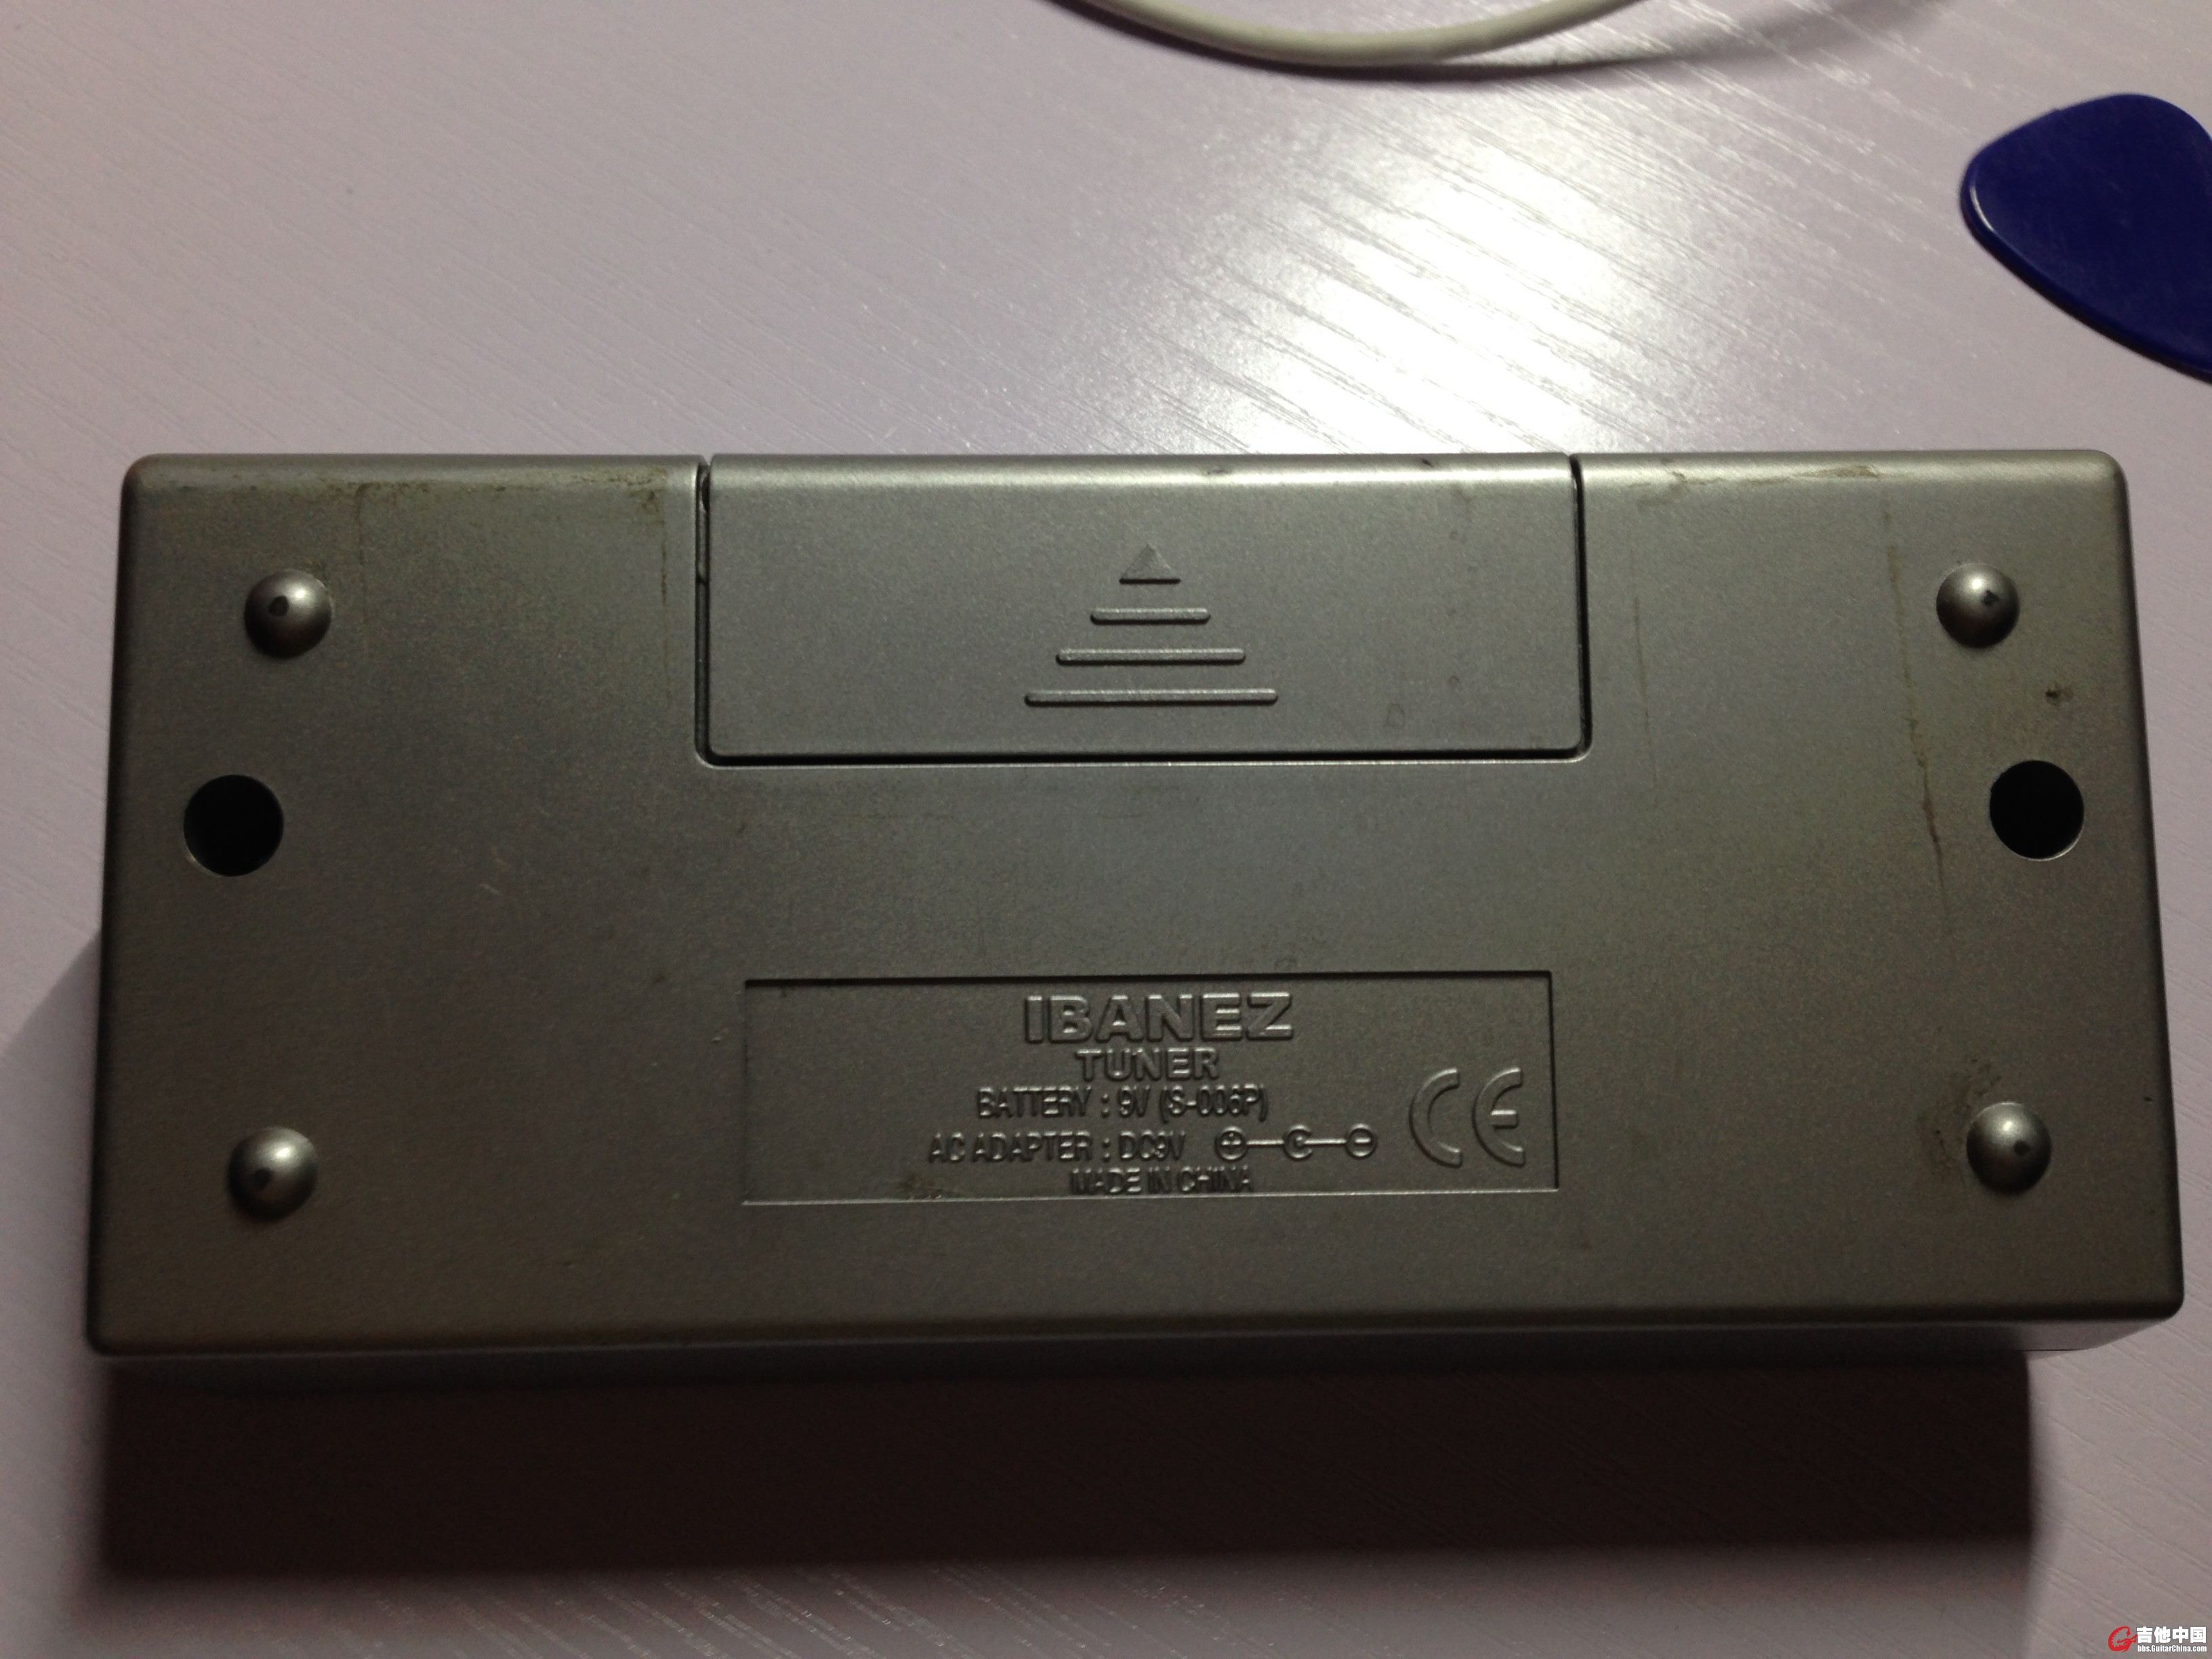 IBANEZ
TUNER
BATTERY : 9V (S-006P)
AC ADAPTER : DC9V
MADE IN CHINA
CE
吉他中国
bbs.GuitarChina.com